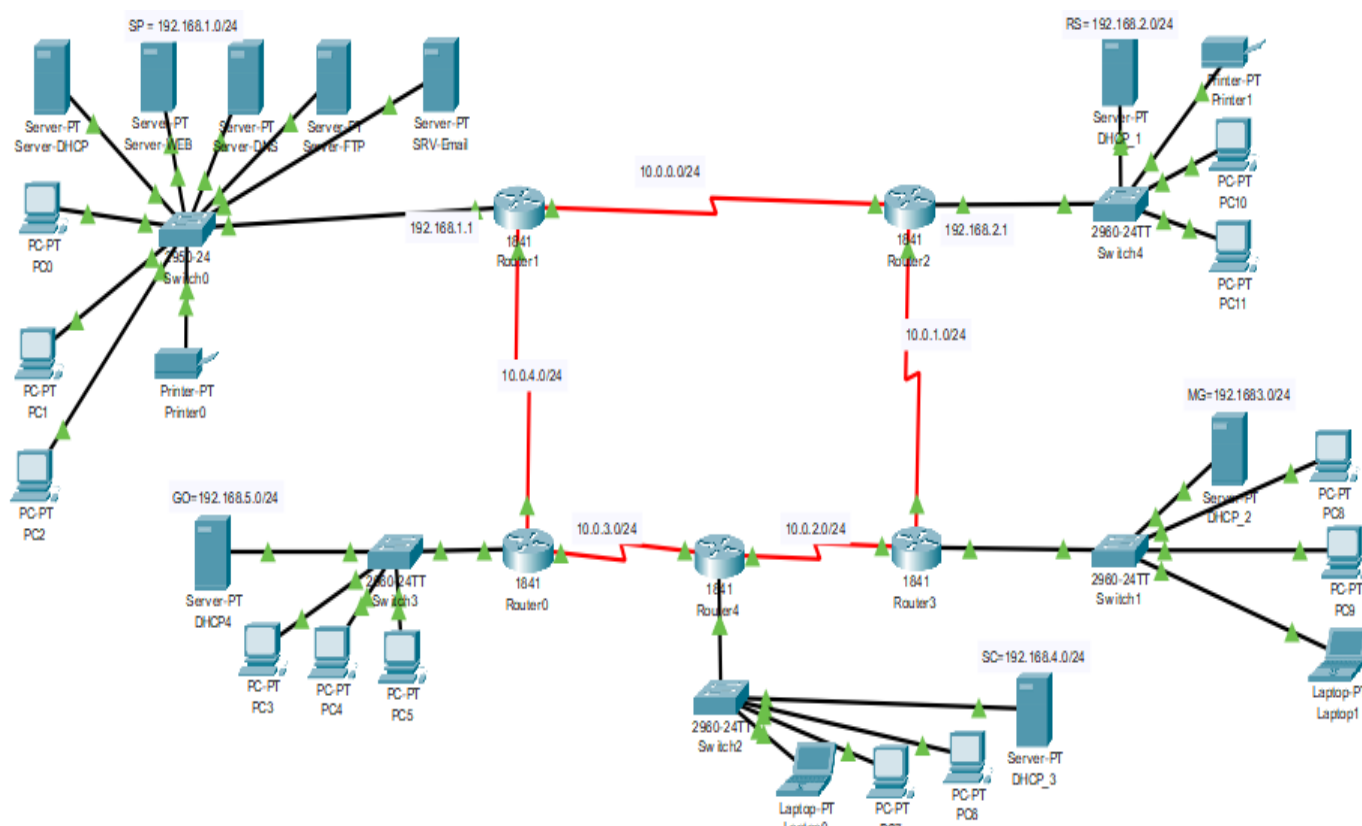 SP = 192.168.1.0/24
RS= 192.168.2.0/24
Server-PT
Server-DHCP
Server-PT
Server-WEB
Server-PT
Server-DNS
Server-PT
Server-FTP
Server-PT
SRV-Email
Server-PT
DHCP_1
Printer-PT
Printer1
10.0.0.0/24
PC-PT
PC10
PC-PT
PC0
2950-24
Switch0
192.168.1.1
1841
Router1
1841
Router2
192.168.2.1
2960-24TT
Switch4
PC-PT
PC11
10.0.1.0/24
10.0.4.0/24
PC-PT
PC1
Printer-PT
Printer0
MG=192.1683.0/24
PC-PT
PC2
GO=192.168.5.0/24
Server-PT
DHCP_2
PC-PT
PC8
10.0.3.0/24
10.0.2.0/24
Server-PT
DHCP4
2960-24TT
Switch3
1841
Router0
1841
Router4
1841
Router3
2960-24TT
Switch1
PC-PT
PC9
SC=192.168.4.0/24
PC-PT
PC3
PC-PT
PC4
PC-PT
PC5
Laptop-PT
Laptop1
2960-24TT
Switch2
Server-PT
DHCP_3
Laptop-PT
PC-PT
PC-PT
PC6